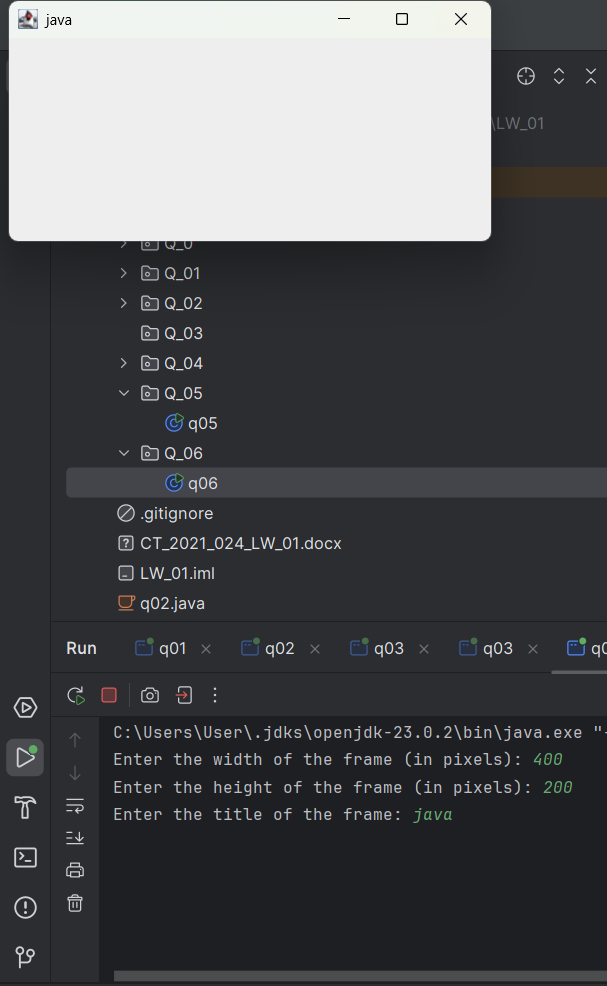 java
\LW_01
Q_0
Q_01
Q_02
Q_03
Q_04
Q_05
q05
Q_06
q06
.gitignore
CT_2021_024_LW_01.docx
LW_01.iml
q02.java
Run q01 q02 q03 q03 q0
C:\Users\User\.jdks\openjdk-23.0.2\bin\java.exe "-
Enter the width of the frame (in pixels): 400
Enter the height of the frame (in pixels): 200
Enter the title of the frame: java